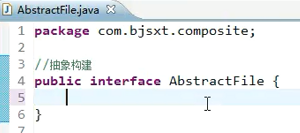 AbstractFile.java
1 package com.bjsxt.composite;
2
3 //抽象构建
4 public interface AbstractFile {
5
6 }